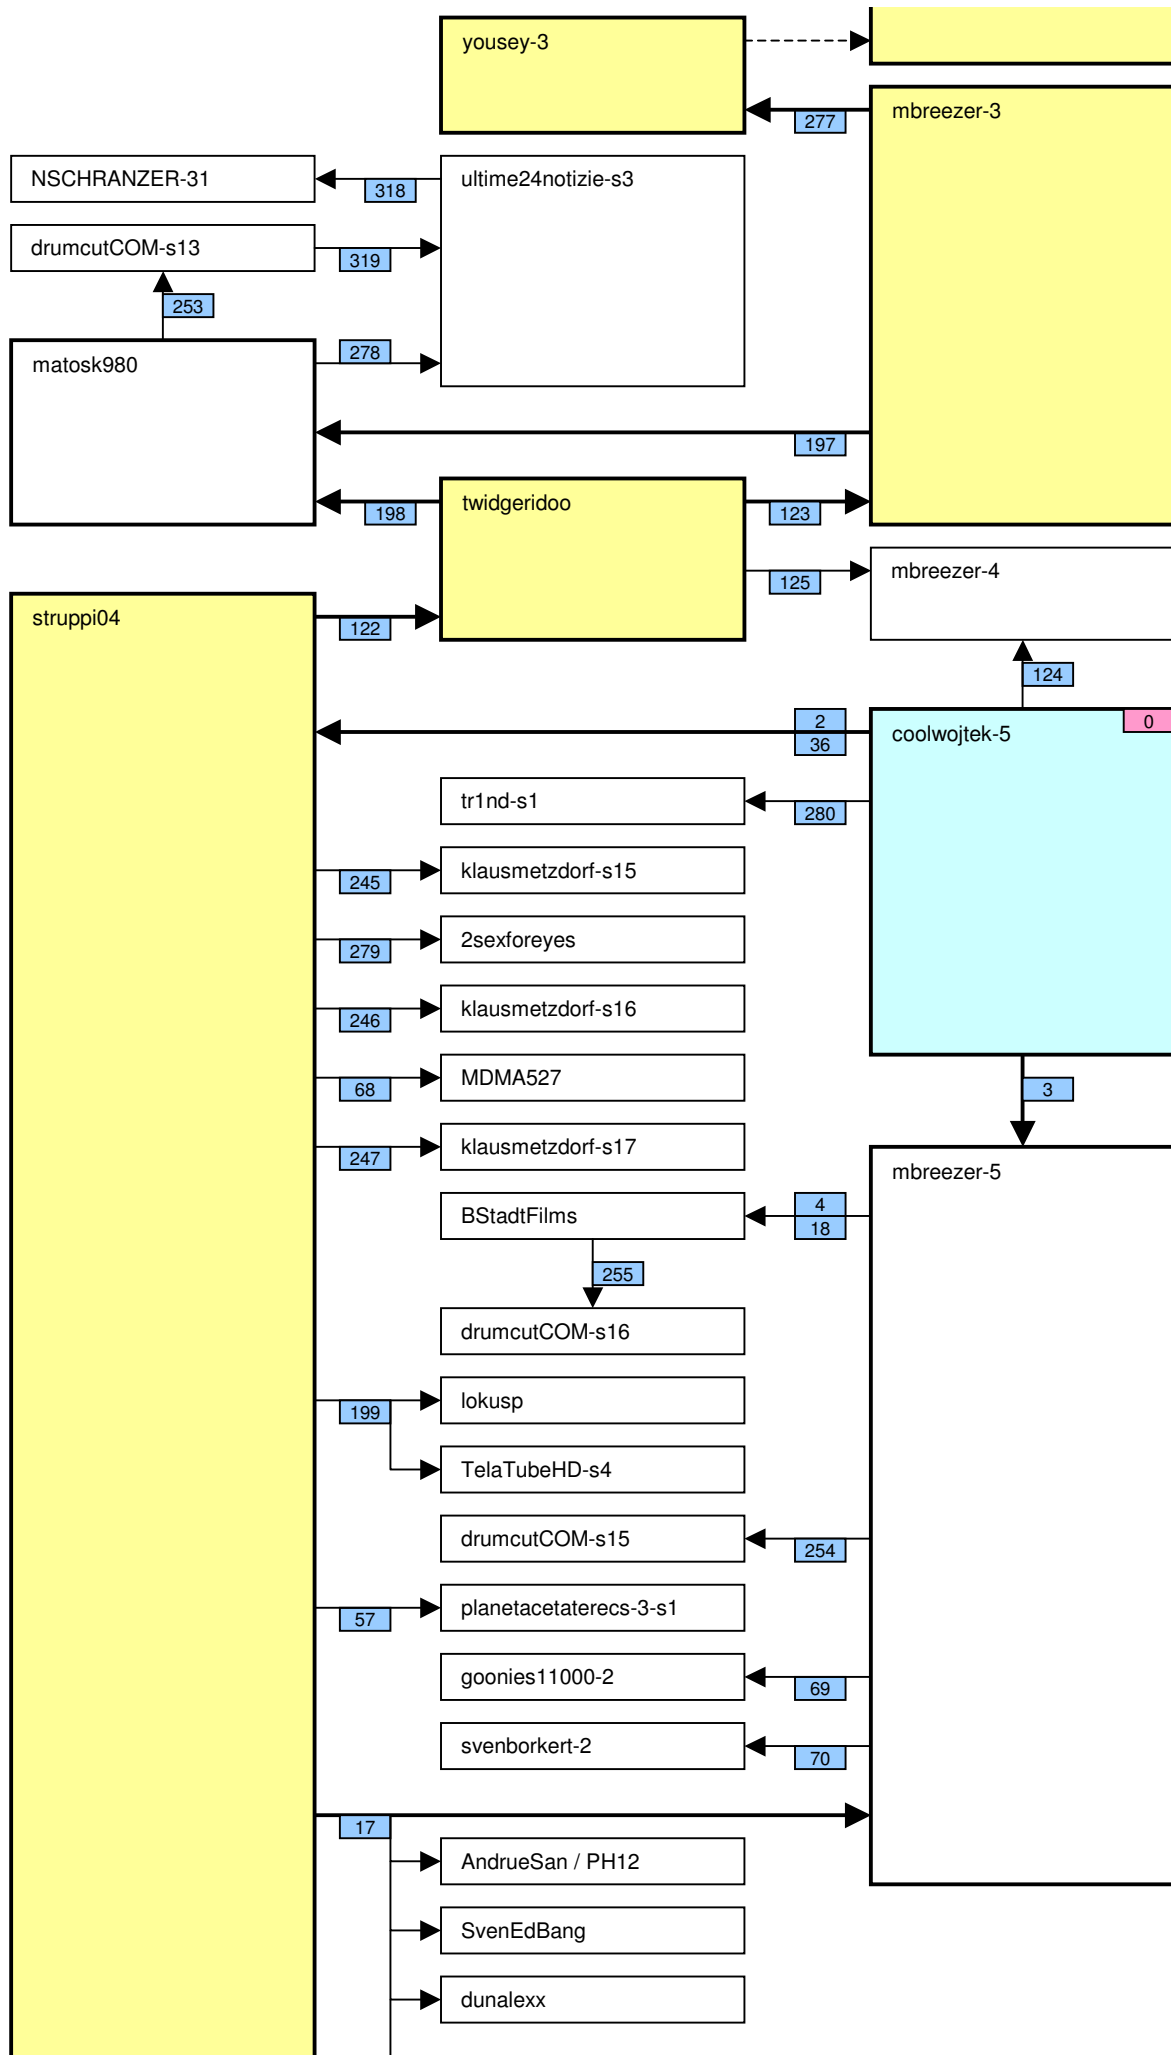 yousey-3
277
mbreezer-3
NSCHRANZER-31
318
ultime24notizie-s3
drumcutCOM-s13
319
253
matosk980
278
197
198
twidgeridoo
123
125
mbreezer-4
struppi04
122
124
2
36
coolwojtek-5
0
tr1nd-s1
280
245
klausmetzdorf-s15
279
2sexforeyes
246
klausmetzdorf-s16
68
MDMA527
3
247
klausmetzdorf-s17
mbreezer-5
BStadtFilms
4
18
255
drumcutCOM-s16
199
lokusp
TelaTubeHD-s4
drumcutCOM-s15
254
57
planetacetaterecs-3-s1
goonies11000-2
69
svenborkert-2
70
17
AndrueSan / PH12
SvenEdBang
dunalexx